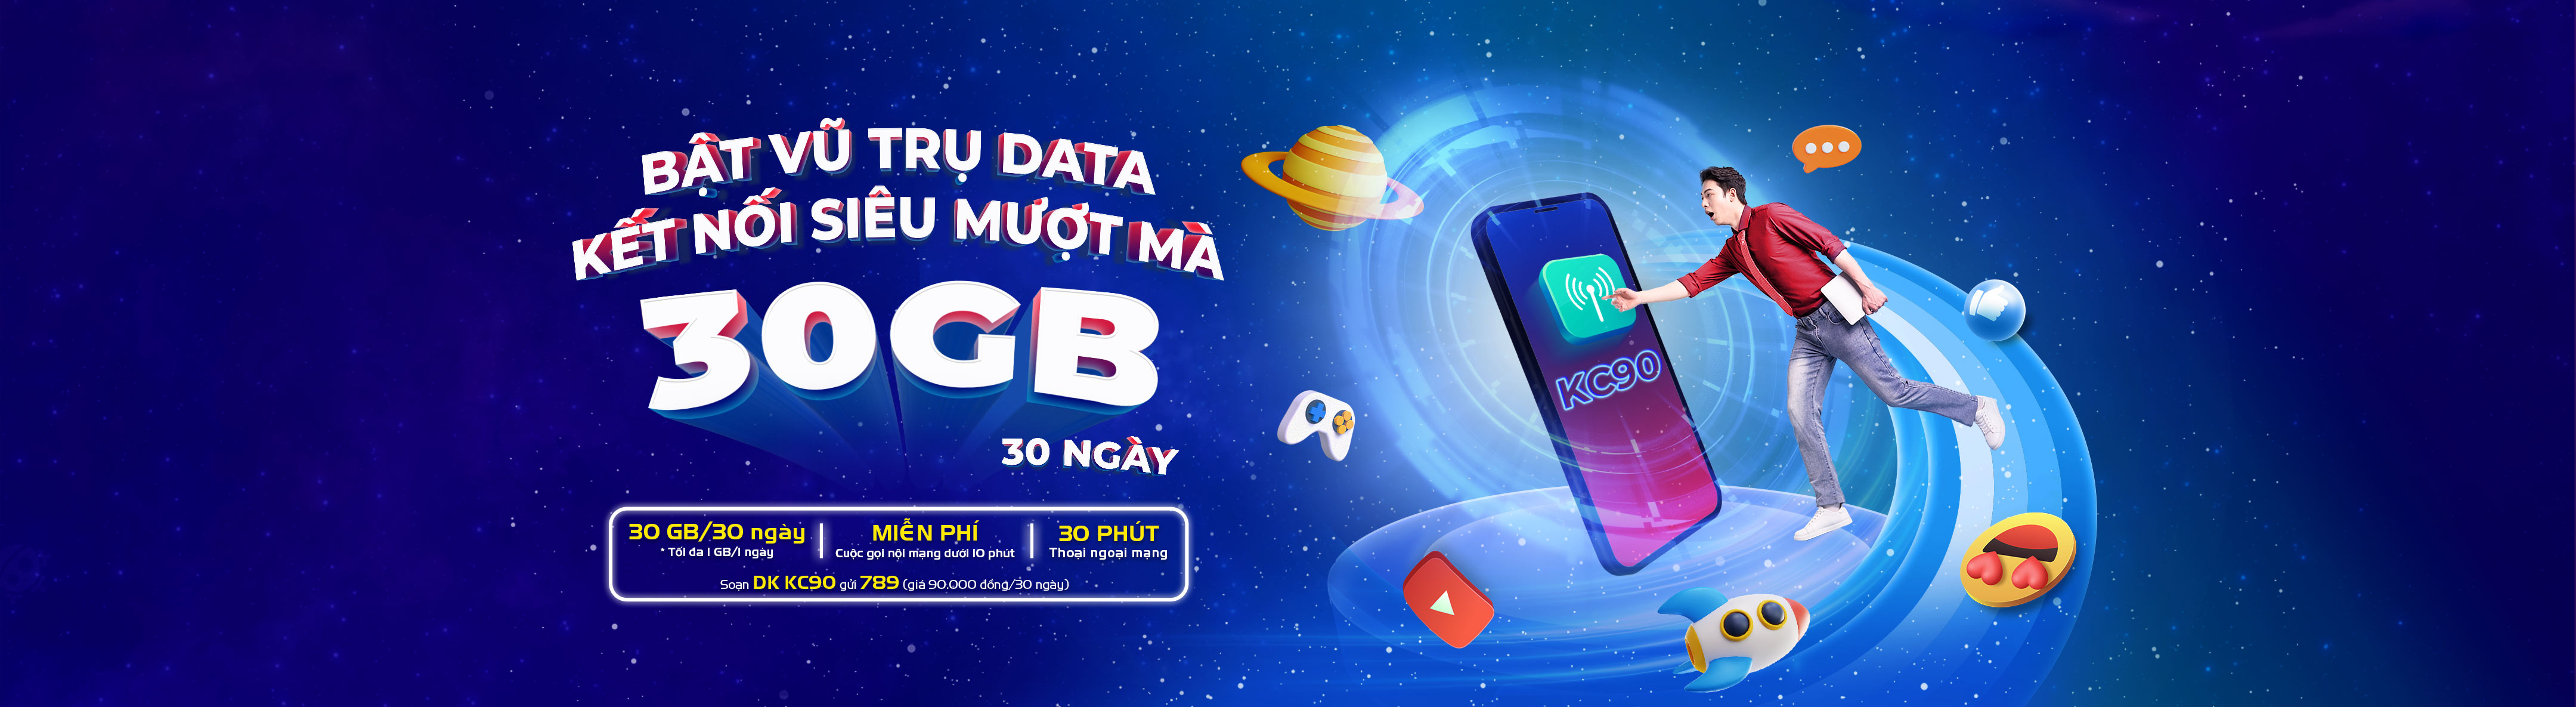 BẬT VŨ TRỤ DATA
KẾT NỐI SIÊU MƯỢT MÀ
30GB
30 NGÀY
30 GB/30 ngày
* Tối đa 1 GB/1 ngày
MIỄN PHÍ
Cuộc gọi nội mạng dưới 10 phút
30 PHÚT
Thoại ngoại mạng
Soạn DK KC90 gửi 789 (giá 90.000 đồng/30 ngày)
KC90